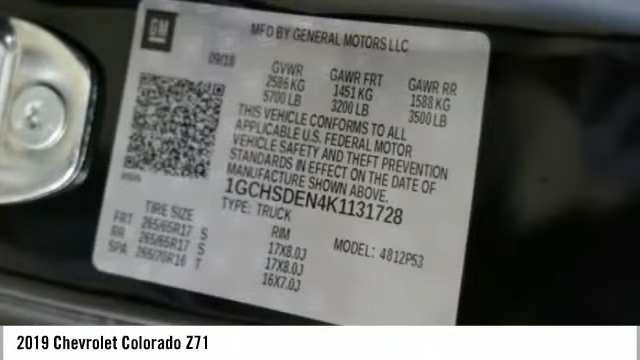 GM
MFD BY GENERAL MOTORS LLC
09/18
GVWR GAWR FRT GAWR RR
2586 KG 1451 KG 1588 KG
5700 LB 3200 LB 3500 LB
THIS VEHICLE CONFORMS TO ALL
APPLICABLE U.S. FEDERAL MOTOR
VEHICLE SAFETY AND THEFT PREVENTION
STANDARDS IN EFFECT ON THE DATE OF
MANUFACTURE SHOWN ABOVE.
1GCHSDEN4K1131728
TYPE: TRUCK
MODEL: 4812P53
TIRE SIZE RIM
FRT 265/65R17 S 17X8.0J
RR 265/65R17 S 17X8.0J
SPA 265/70R16 T 16X7.0J
2019 Chevrolet Colorado Z71